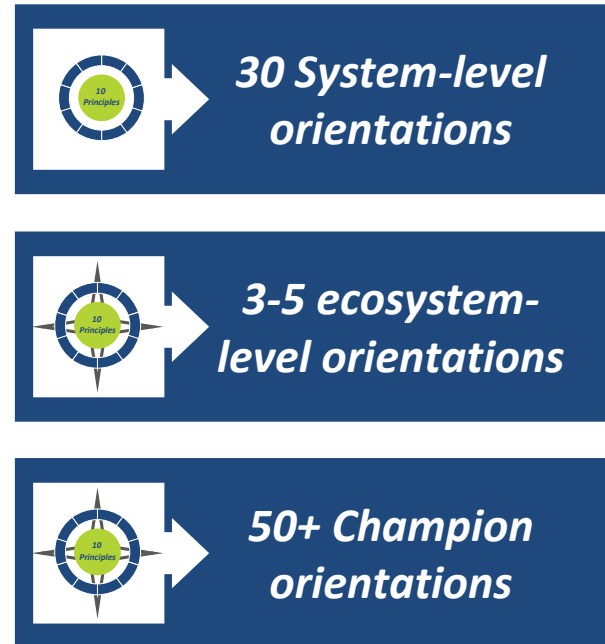 10
Principles
30 System-level
orientations
10
Principles
3-5 ecosystem-
level orientations
10
Principles
50+ Champion
orientations